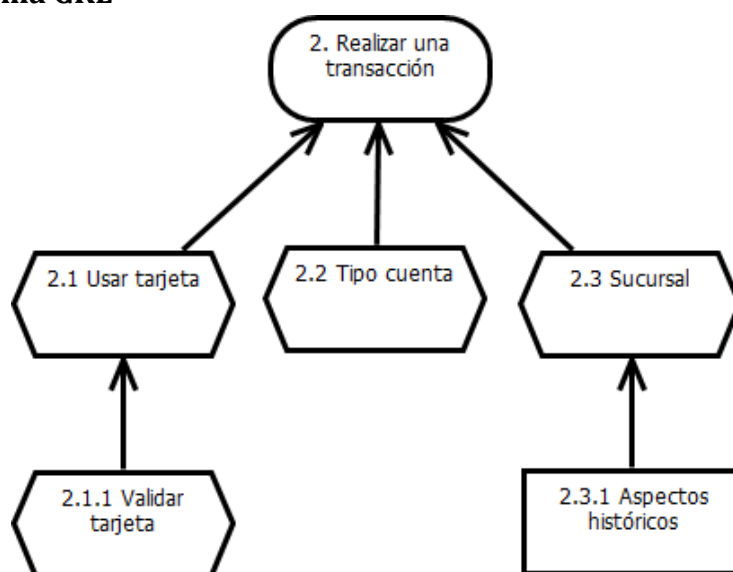 2. Realizar una
transacción
2.1 Usar tarjeta
2.2 Tipo cuenta
2.3 Sucursal
2.1.1 Validar
tarjeta
2.3.1 Aspectos
históricos